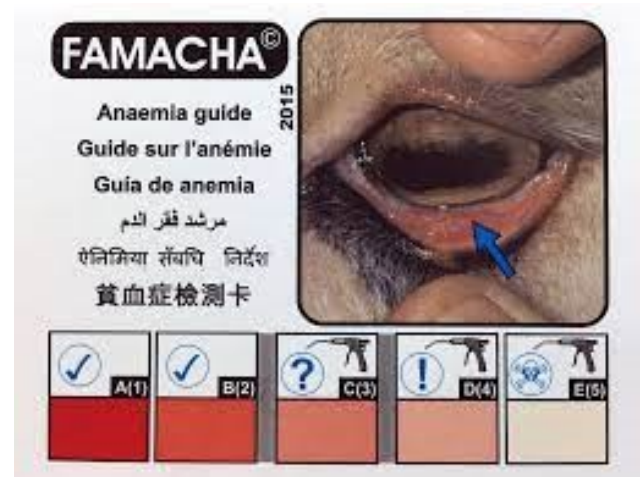 FAMACHA©
2015
Anaemia guide
Guide sur l'anémie
Guía de anemia
مرشد فقر الدم
ऐनिमिया सँबधि निर्देश
貧血症檢測卡
A(1)
B(2)
C(3)
D(4)
E(5)